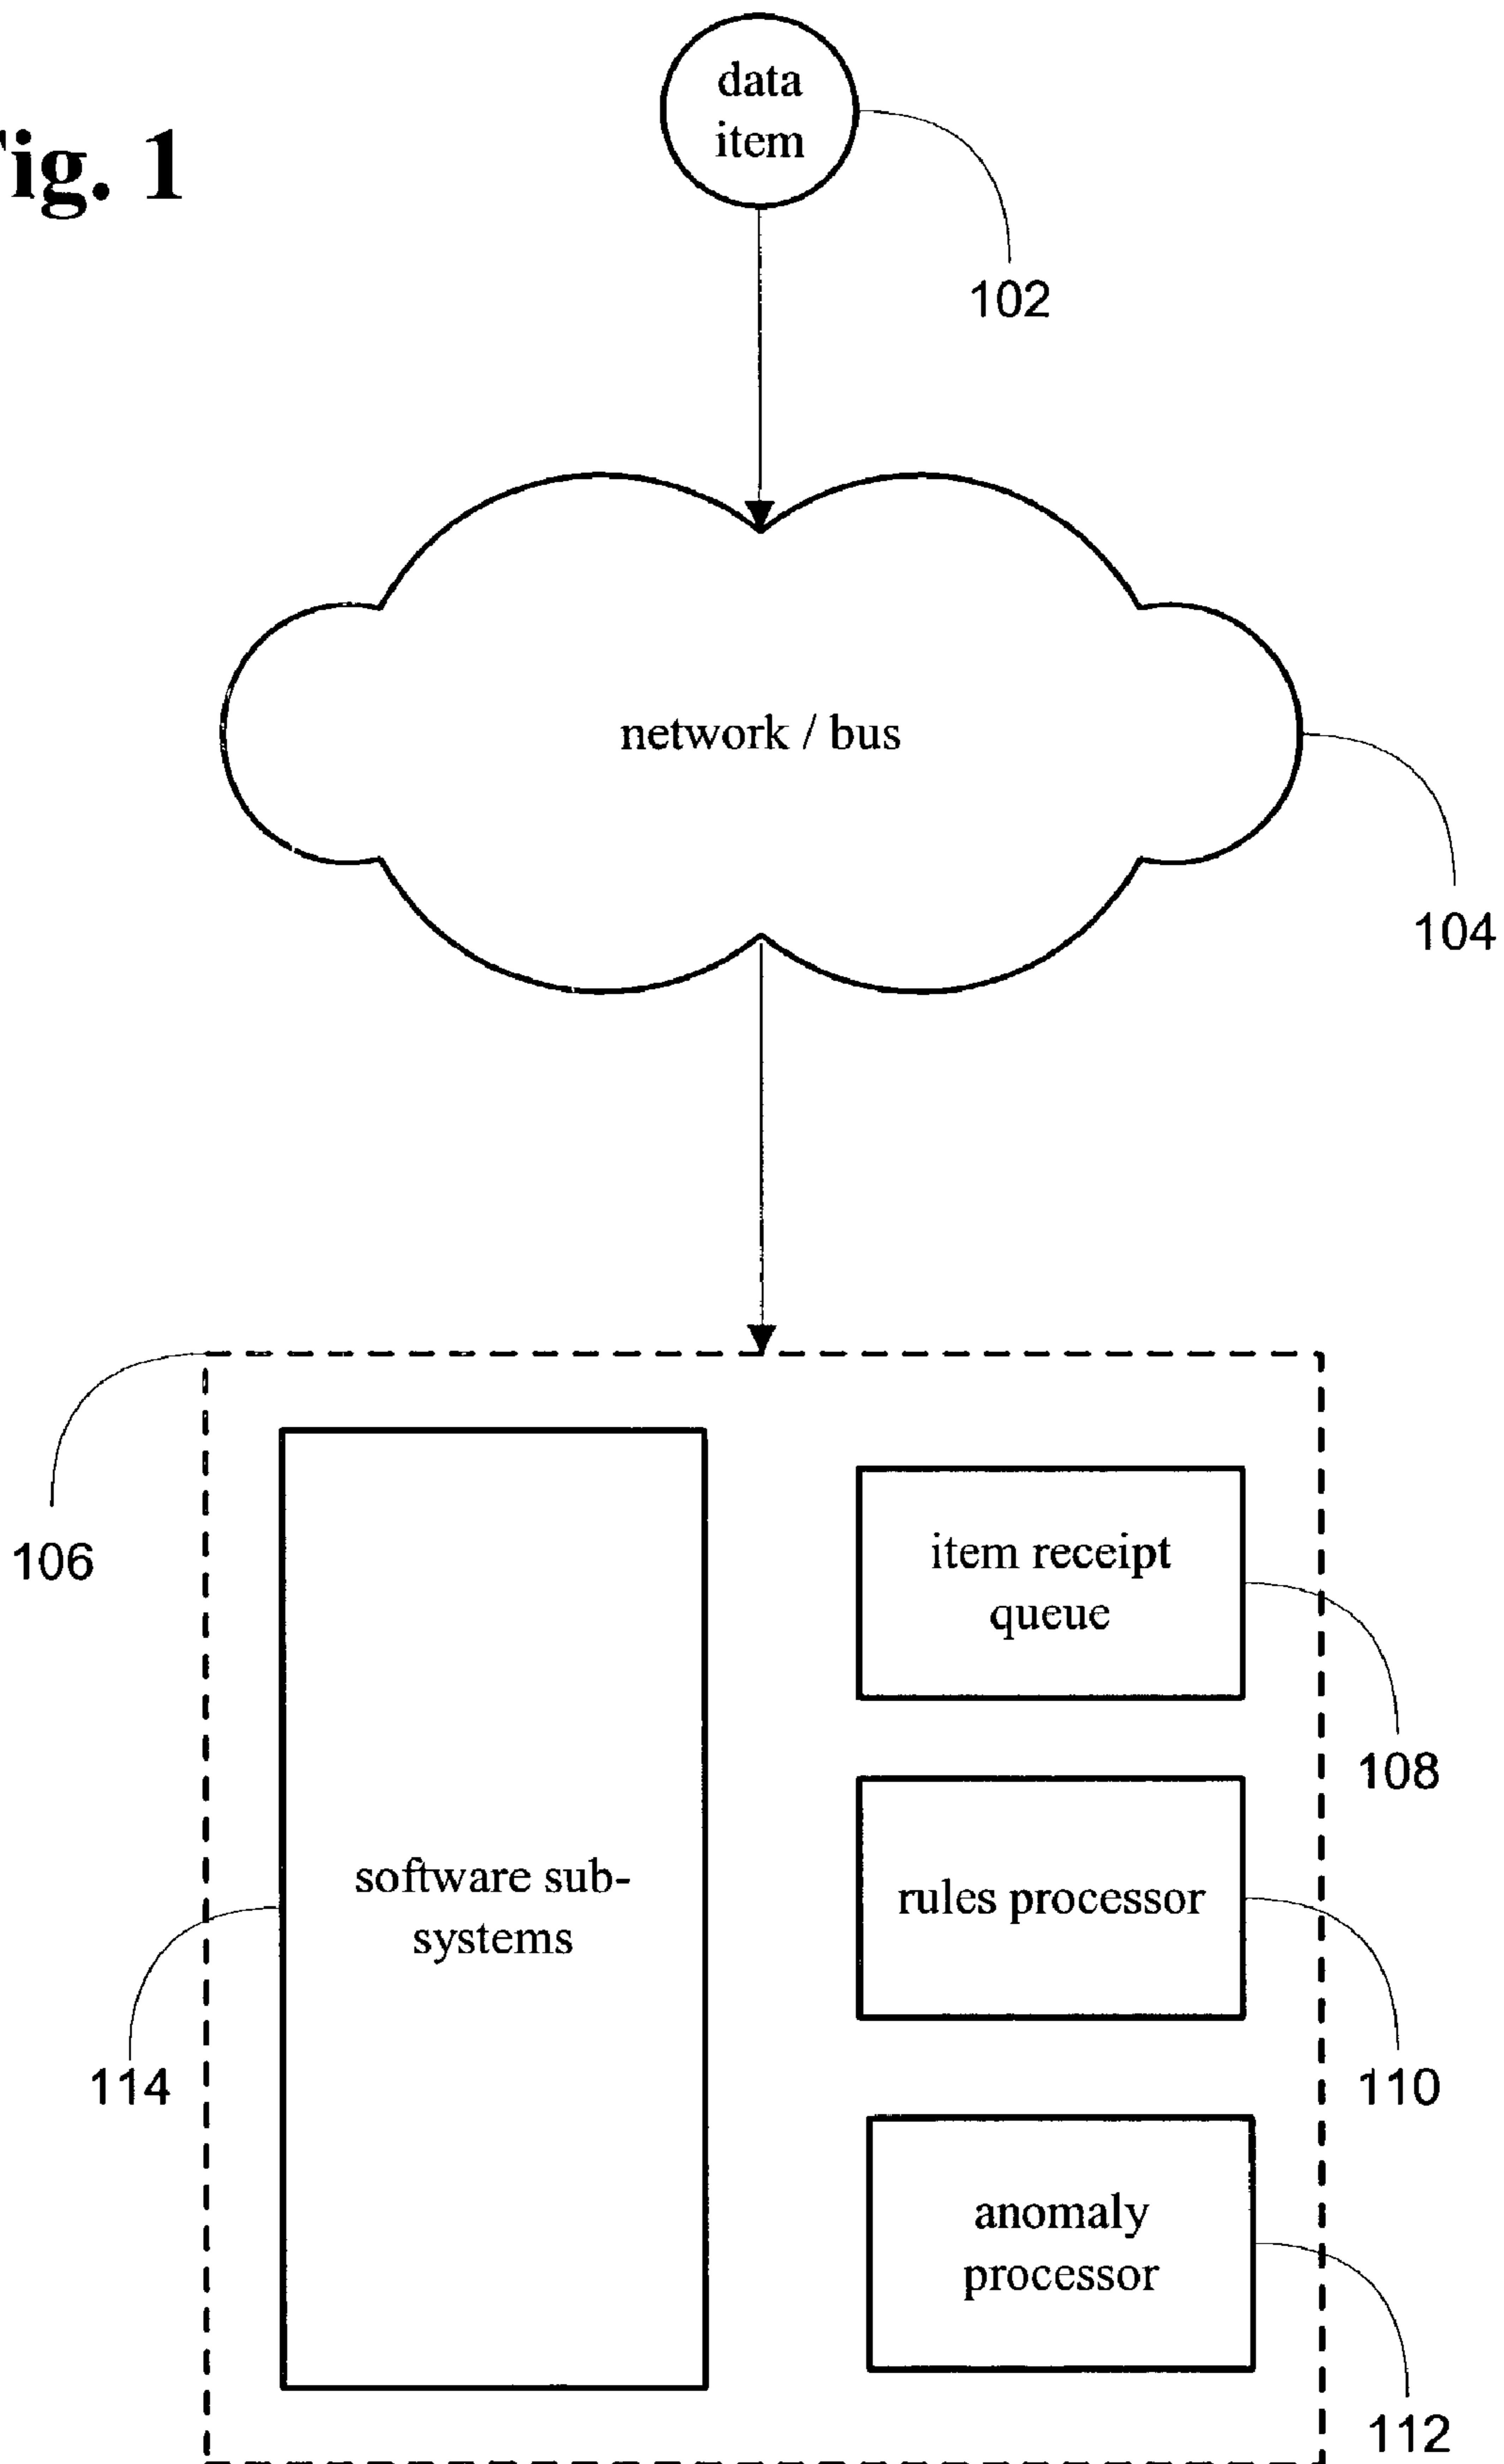 data
item
ig. 1
102
network / bus
104
106
item receipt
queue
108
software sub-
systems
rules processor
114
110
anomaly
processor
112